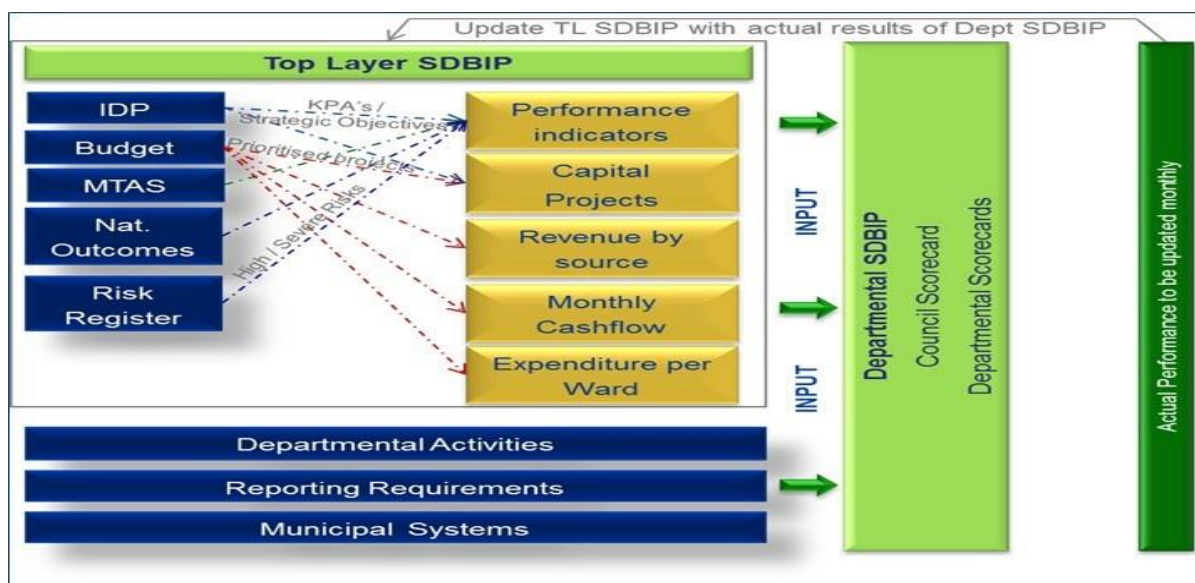 Update TL SDBIP with actual results of Dept SDBIP
Top Layer SDBIP
IDP
Budget
MTAS
Nat.
Outcomes
Risk
Register
KPA's /
Strategic Objectives
Prioritised projects
High / Severe Risks
Performance
indicators
Capital
Projects
Revenue by
source
Monthly
Cashflow
Expenditure per
Ward
Departmental Activities
Reporting Requirements
Municipal Systems
INPUT
INPUT
Departmental SDBIP
Council Scorecard
Departmental Scorecards
Actual Performance to be updated monthly